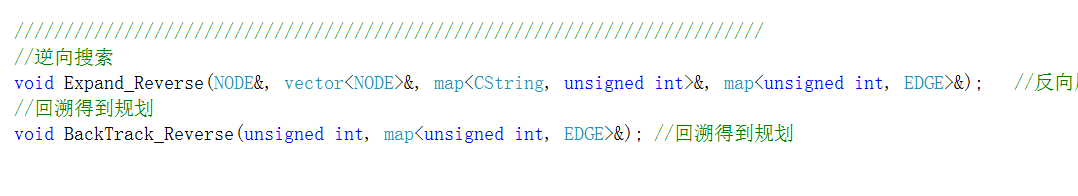 ///////////////////////////////////////////////////////////////////////////
//逆向搜索
void Expand_Reverse(NODE&, vector<NODE>&, map<CString, unsigned int>&, map<unsigned int, EDGE>&);   //反向
//回溯得到规划
void BackTrack_Reverse(unsigned int, map<unsigned int, EDGE>&); //回溯得到规划